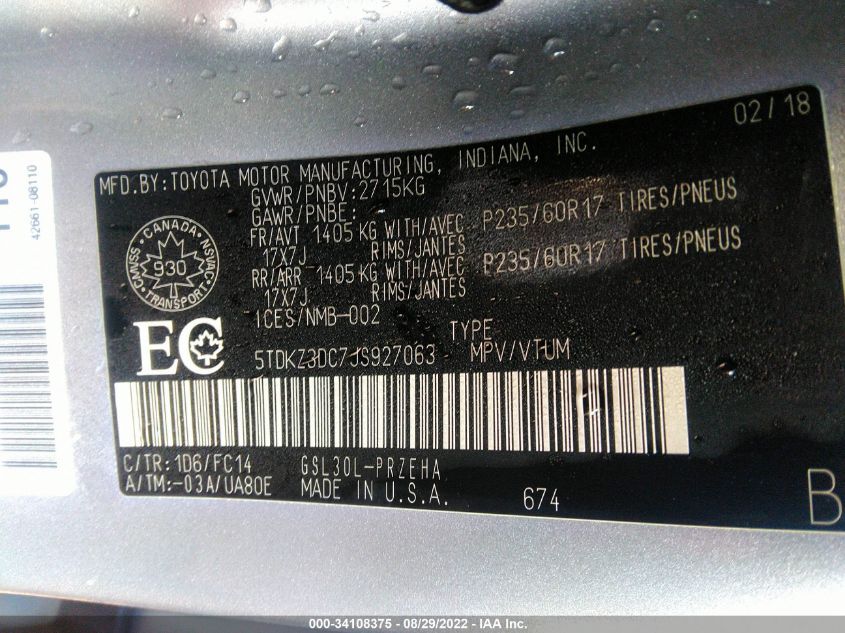 02/18
MFD.BY:TOYOTA MOTOR MANUFACTURING, INDIANA, INC.
GVWR/PNBV:2715KG
GAWR/PNBE:
FR/AVT 1405 KG WITH/AVEC P235/60R17 TIRES/PNEUS
17X7J RIMS/JANTES
RR/ARR 1405 KG WITH/AVEC P235/60R17 TIRES/PNEUS
17X7J RIMS/JANTES
ICES/NMB-002
CANADA
CMVSS NSVAC
930
TRANSPORT
EC
TYPE
5TDKZ3DC7JS927063 MPV/VTUM
C/TR:1D6/FC14 GSL30L-PRZEHA
A/TM:-03A/UA80E MADE IN U.S.A. 674
B
42661-08110
000-34108375 - 08/29/2022 - IAA Inc.